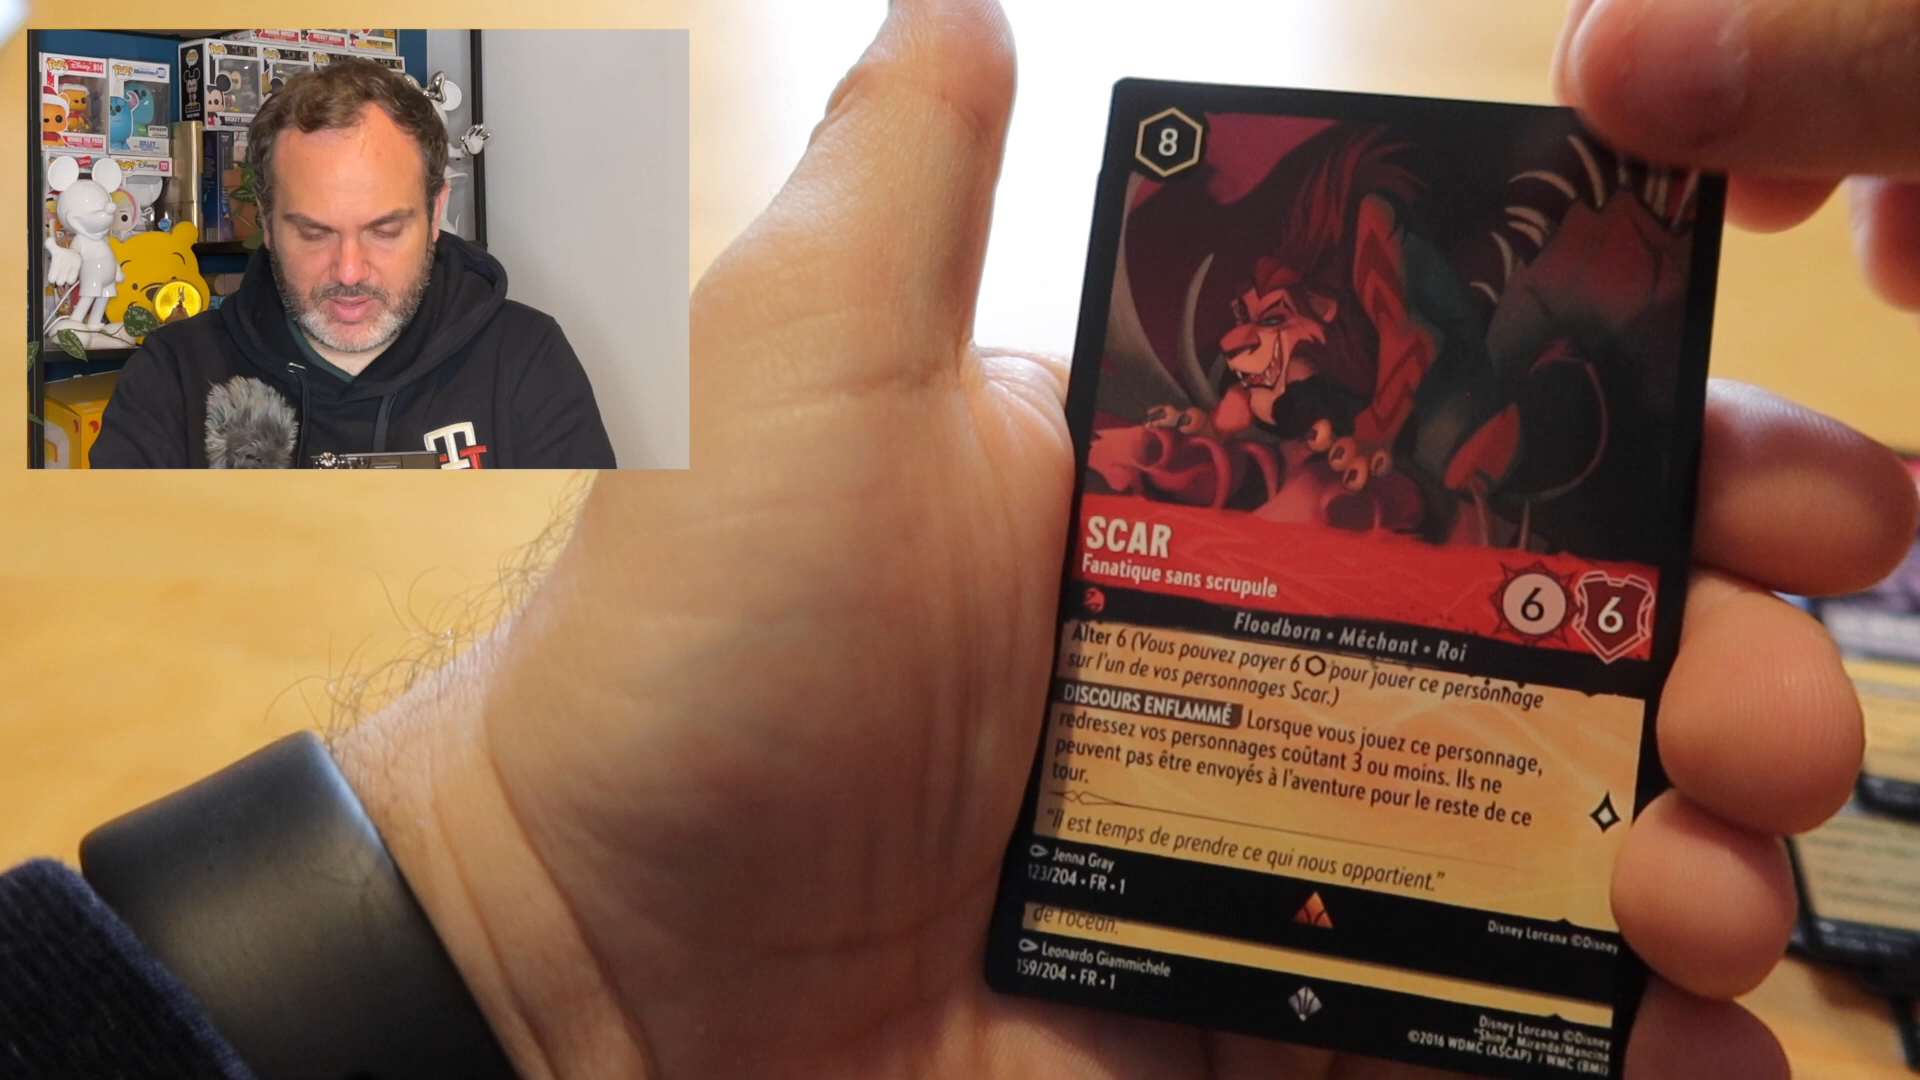 8
SCAR
Fanatique sans scrupule
6 6
Floodborn • Méchant • Roi
Alter 6 (Vous pouvez payer 6 pour jouer ce personnage
sur l'un de vos personnages Scar.)
DISCOURS ENFLAMMÉ Lorsque vous jouez ce personnage,
redressez vos personnages coûtant 3 ou moins. Ils ne
peuvent pas être envoyés à l'aventure pour le reste de ce
tour.
"Il est temps de prendre ce qui nous appartient."
Jenna Gray
123/204 • FR • 1
Disney Lorcana ©Disney
de l'océan.
Leonardo Giammichele
159/204 • FR • 1
Disney Lorcana ©Disney
"Shiny" Miranda/Mancina
©2016 WDMC (ASCAP) / WMC (BMI)